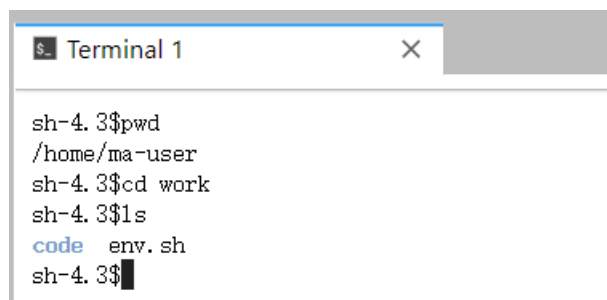 $_ Terminal 1
sh-4.3$pwd
/home/ma-user
sh-4.3$cd work
sh-4.3$ls
code env.sh
sh-4.3$